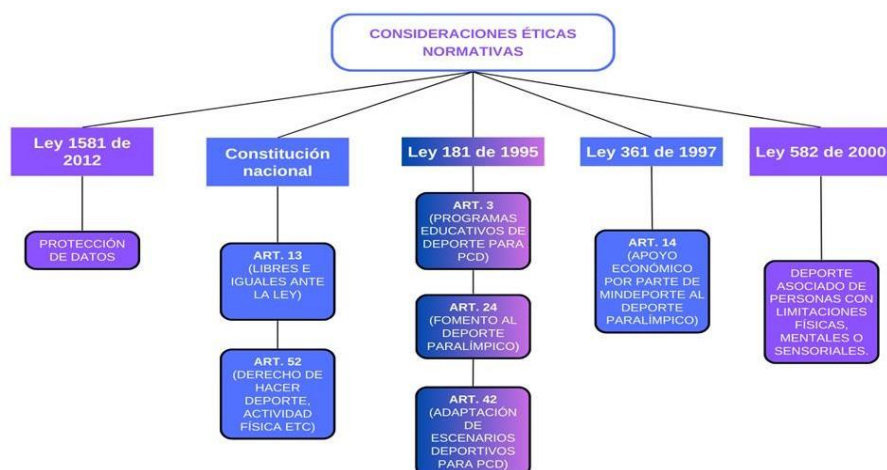 CONSIDERACIONES ÉTICAS
NORMATIVAS
Ley 1581 de
2012
PROTECCIÓN
DE DATOS
Constitución
nacional
ART. 13
(LIBRES E
IGUALES ANTE
LA LEY)
ART. 52
(DERECHO DE
HACER
DEPORTE,
ACTIVIDAD
FÍSICA ETC)
Ley 181 de 1995
ART. 3
(PROGRAMAS
EDUCATIVOS DE
DEPORTE PARA
PCD)
ART. 24
(FOMENTO AL
DEPORTE
PARALÍMPICO)
ART. 42
(ADAPTACIÓN
DE
ESCENARIOS
DEPORTIVOS
PARA PCD)
Ley 361 de 1997
ART. 14
(APOYO
ECONÓMICO
POR PARTE DE
MINDEPORTE AL
DEPORTE
PARALÍMPICO)
Ley 582 de 2000
DEPORTE
ASOCIADO DE
PERSONAS CON
LIMITACIONES
FÍSICAS,
MENTALES O
SENSORIALES.